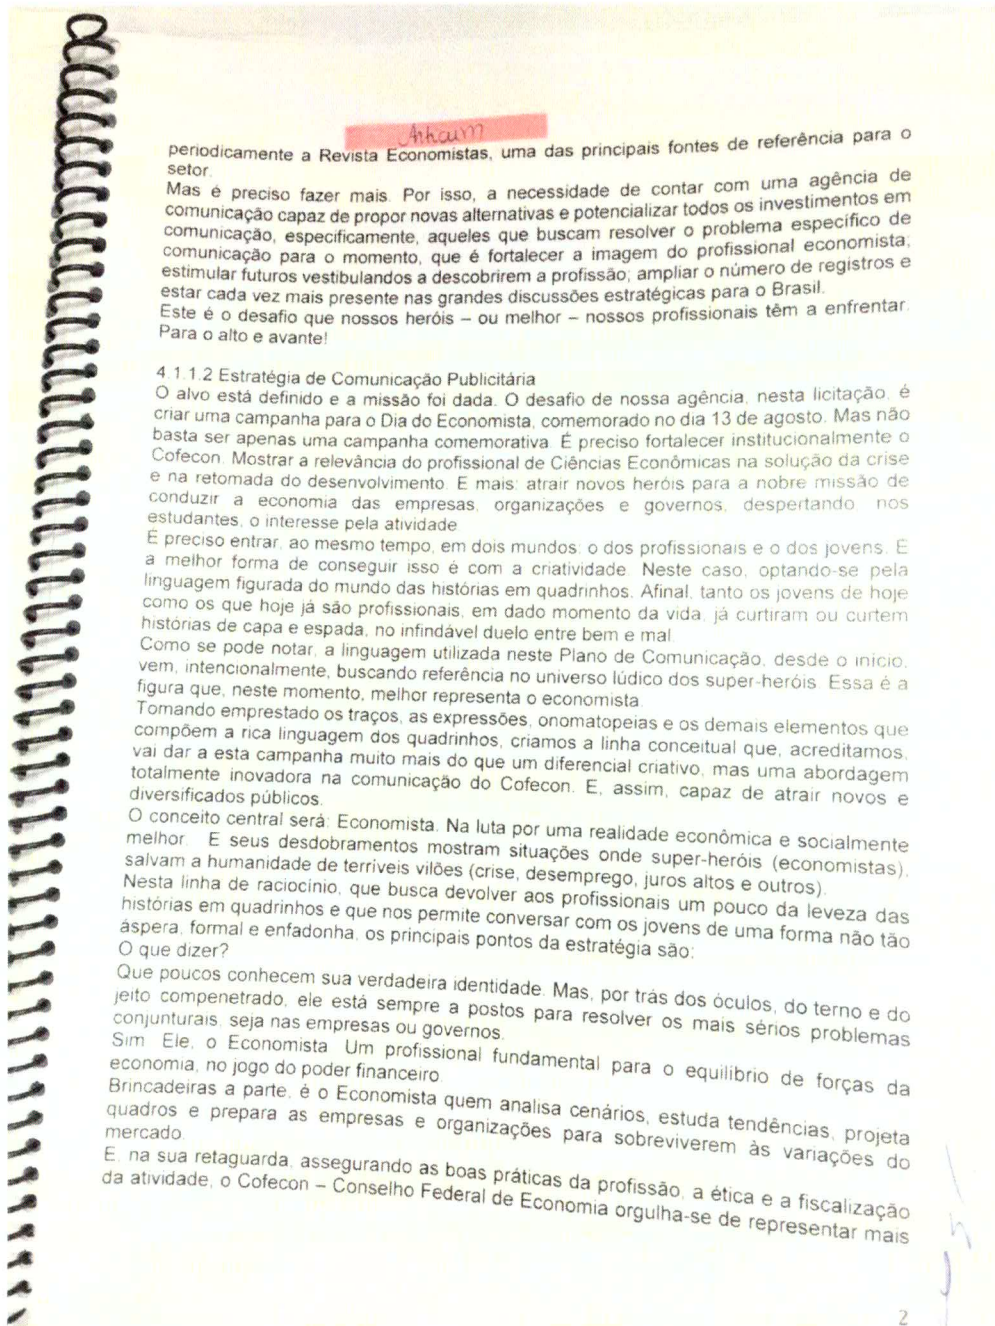 periodicamente a Revista Economistas, uma das principais fontes de referência para o
setor.
Mas é preciso fazer mais. Por isso, a necessidade de contar com uma agência de
comunicação capaz de propor novas alternativas e potencializar todos os investimentos em
comunicação, especificamente, aqueles que buscam resolver o problema específico de
comunicação para o momento, que é fortalecer a imagem do profissional economista;
estimular futuros vestibulandos a descobrirem a profissão; ampliar o número de registros e
estar cada vez mais presente nas grandes discussões estratégicas para o Brasil.
Este é o desafio que nossos heróis – ou melhor – nossos profissionais têm a enfrentar.
Para o alto e avante!
4.1.1.2 Estratégia de Comunicação Publicitária
O alvo está definido e a missão foi dada. O desafio de nossa agência, nesta licitação, é
criar uma campanha para o Dia do Economista, comemorado no dia 13 de agosto. Mas não
basta ser apenas uma campanha comemorativa. É preciso fortalecer institucionalmente o
Cofecon. Mostrar a relevância do profissional de Ciências Econômicas na solução da crise
e na retomada do desenvolvimento. E mais: atrair novos heróis para a nobre missão de
conduzir a economia das empresas, organizações e governos, despertando, nos
estudantes, o interesse pela atividade.
É preciso entrar, ao mesmo tempo, em dois mundos: o dos profissionais e o dos jovens. E
a melhor forma de conseguir isso é com a criatividade. Neste caso, optando-se pela
linguagem figurada do mundo das histórias em quadrinhos. Afinal, tanto os jovens de hoje
como os que hoje já são profissionais, em dado momento da vida, já curtiram ou curtem
histórias de capa e espada, no infindável duelo entre bem e mal.
Como se pode notar, a linguagem utilizada neste Plano de Comunicação, desde o início,
vem, intencionalmente, buscando referência no universo lúdico dos super-heróis. Essa é a
figura que, neste momento, melhor representa o economista.
Tomando emprestado os traços, as expressões, onomatopeias e os demais elementos que
compõem a rica linguagem dos quadrinhos, criamos a linha conceitual que, acreditamos,
vai dar a esta campanha muito mais do que um diferencial criativo, mas uma abordagem
totalmente inovadora na comunicação do Cofecon. E, assim, capaz de atrair novos e
diversificados públicos.
O conceito central será: Economista. Na luta por uma realidade econômica e socialmente
melhor. E seus desdobramentos mostram situações onde super-heróis (economistas),
salvam a humanidade de terríveis vilões (crise, desemprego, juros altos e outros).
Nesta linha de raciocínio, que busca devolver aos profissionais um pouco da leveza das
histórias em quadrinhos e que nos permite conversar com os jovens de uma forma não tão
áspera, formal e enfadonha, os principais pontos da estratégia são:
O que dizer?
Que poucos conhecem sua verdadeira identidade. Mas, por trás dos óculos, do terno e do
jeito compenetrado, ele está sempre a postos para resolver os mais sérios problemas
conjunturais, seja nas empresas ou governos.
Sim. Ele, o Economista. Um profissional fundamental para o equilíbrio de forças da
economia, no jogo do poder financeiro.
Brincadeiras a parte, é o Economista quem analisa cenários, estuda tendências, projeta
quadros e prepara as empresas e organizações para sobreviverem às variações do
mercado.
E, na sua retaguarda, assegurando as boas práticas da profissão, a ética e a fiscalização
da atividade, o Cofecon – Conselho Federal de Economia orgulha-se de representar mais
2